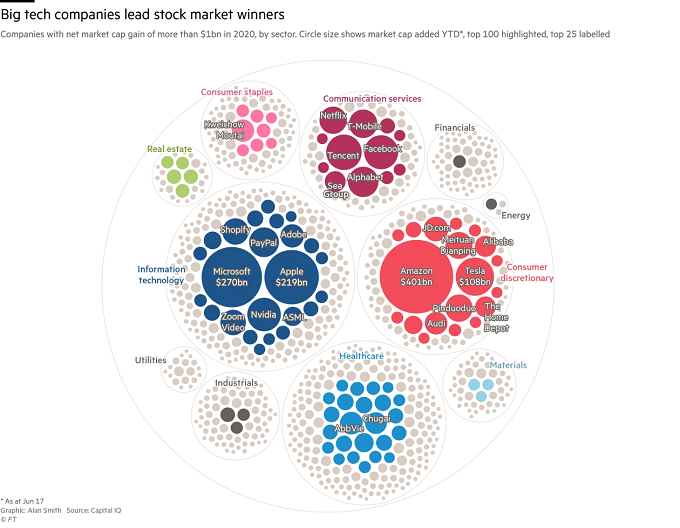 Big tech companies lead stock market winners
Companies with net market cap gain of more than $1bn in 2020, by sector. Circle size shows market cap added YTD*, top 100 highlighted, top 25 labelled
Consumer staples
Kweichow
Moutai
Communication services
Netflix
T-Mobile
Tencent
Facebook
Alphabet
Sea
Group
Financials
Real estate
Energy
Information
technology
Shopify
PayPal
Adobe
Microsoft
$270bn
Apple
$219bn
Zoom
Video
Nvidia
ASML
JD.com
Meituan
Dianping
Alibaba
Amazon
$401bn
Tesla
$108bn
Consumer
discretionary
Pinduoduo
Audi
The
Home
Depot
Utilities
Industrials
Healthcare
Chugai
AbbVie
Materials
* As at Jun 17
Graphic: Alan Smith Source: Capital IQ
© FT